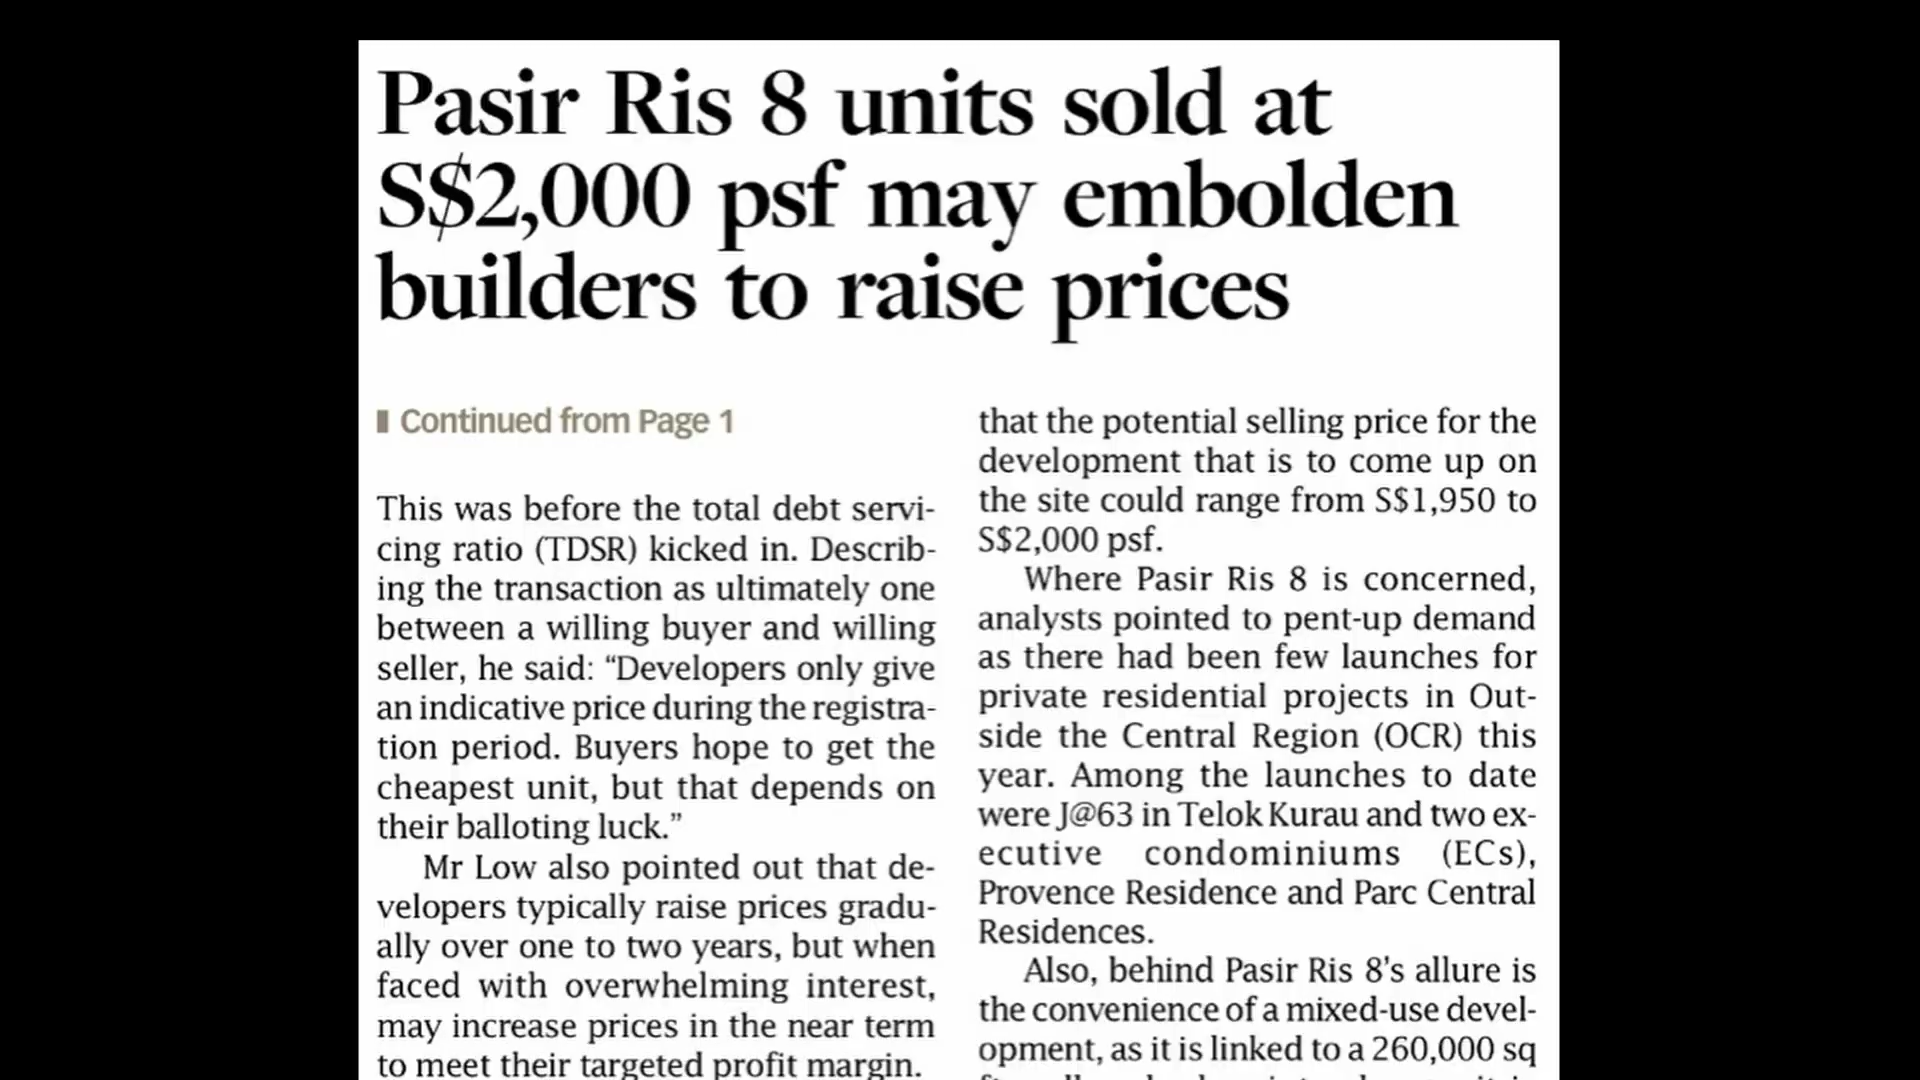 Pasir Ris 8 units sold at
S$2,000 psf may embolden
builders to raise prices
Continued from Page 1
This was before the total debt servi-
cing ratio (TDSR) kicked in. Describ-
ing the transaction as ultimately one
between a willing buyer and willing
seller, he said: “Developers only give
an indicative price during the registra-
tion period. Buyers hope to get the
cheapest unit, but that depends on
their balloting luck.”
Mr Low also pointed out that de-
velopers typically raise prices gradu-
ally over one to two years, but when
faced with overwhelming interest,
may increase prices in the near term
to meet their targeted profit margin.
that the potential selling price for the
development that is to come up on
the site could range from S$1,950 to
S$2,000 psf.
Where Pasir Ris 8 is concerned,
analysts pointed to pent-up demand
as there had been few launches for
private residential projects in Out-
side the Central Region (OCR) this
year. Among the launches to date
were J@63 in Telok Kurau and two ex-
ecutive condominiums (ECs),
Provence Residence and Parc Central
Residences.
Also, behind Pasir Ris 8’s allure is
the convenience of a mixed-use devel-
opment, as it is linked to a 260,000 sq